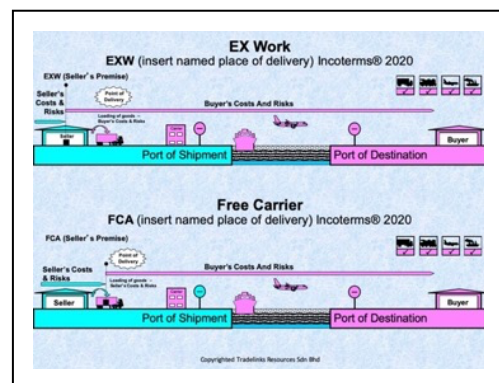 EX Work
EXW (insert named place of delivery) Incoterms® 2020
EXW (Seller's Premise)
Point of
Delivery
Seller's
Costs &
Risks
Buyer's Costs And Risks
Loading of goods –
Buyer's Costs & Risks
Seller
Carrier
Buyer
Port of Shipment
Port of Destination
Free Carrier
FCA (insert named place of delivery) Incoterms® 2020
FCA (Seller's Premise)
Point of
Delivery
Seller's Costs
& Risks
Buyer's Costs And Risks
Loading of goods –
Seller's Costs & Risks
Seller
Carrier
Buyer
Port of Shipment
Port of Destination
Copyrighted Tradelinks Resources Sdn Bhd